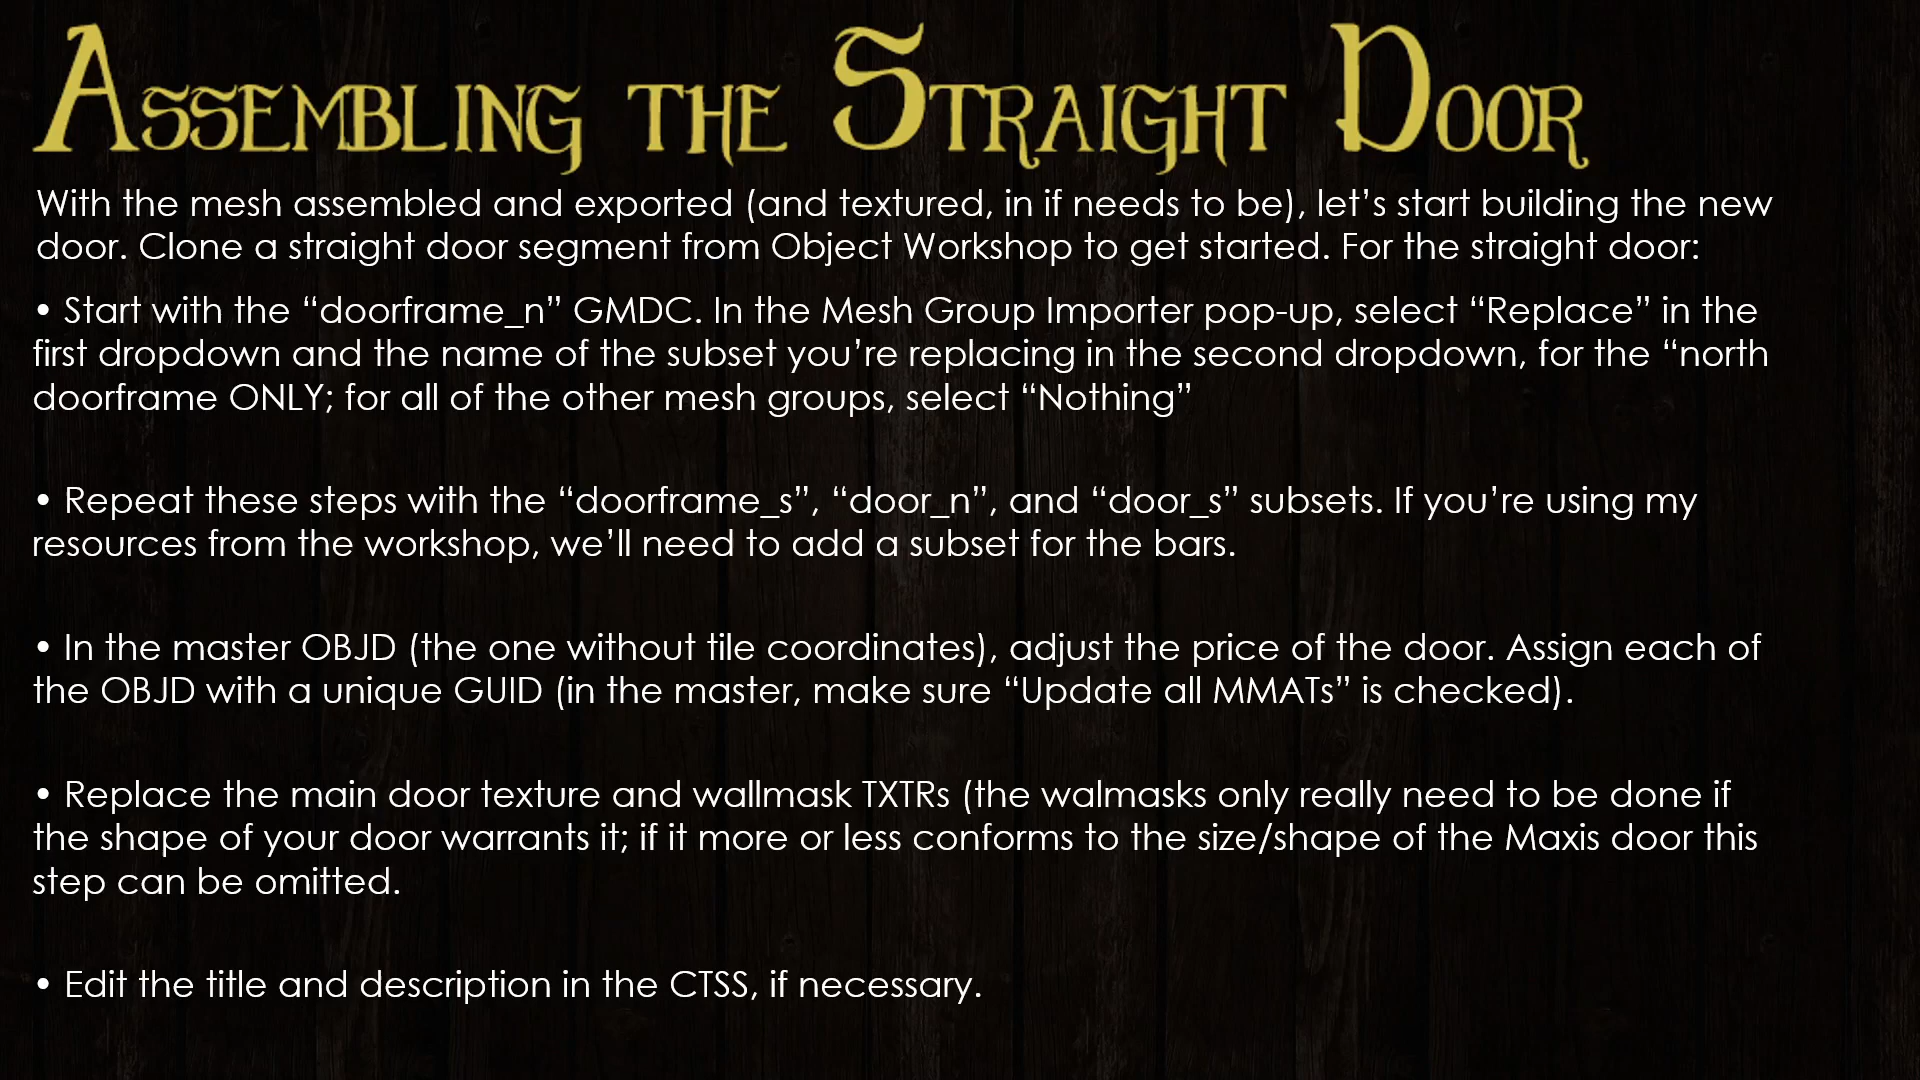 Assembling the Straight Door
With the mesh assembled and exported (and textured, in if needs to be), let’s start building the new
door. Clone a straight door segment from Object Workshop to get started. For the straight door:
• Start with the “doorframe_n” GMDC. In the Mesh Group Importer pop-up, select “Replace” in the
first dropdown and the name of the subset you’re replacing in the second dropdown, for the “north
doorframe ONLY; for all of the other mesh groups, select “Nothing”
• Repeat these steps with the “doorframe_s”, “door_n”, and “door_s” subsets. If you’re using my
resources from the workshop, we’ll need to add a subset for the bars.
• In the master OBJD (the one without tile coordinates), adjust the price of the door. Assign each of
the OBJD with a unique GUID (in the master, make sure “Update all MMATs” is checked).
• Replace the main door texture and wallmask TXTRs (the walmasks only really need to be done if
the shape of your door warrants it; if it more or less conforms to the size/shape of the Maxis door this
step can be omitted.
• Edit the title and description in the CTSS, if necessary.